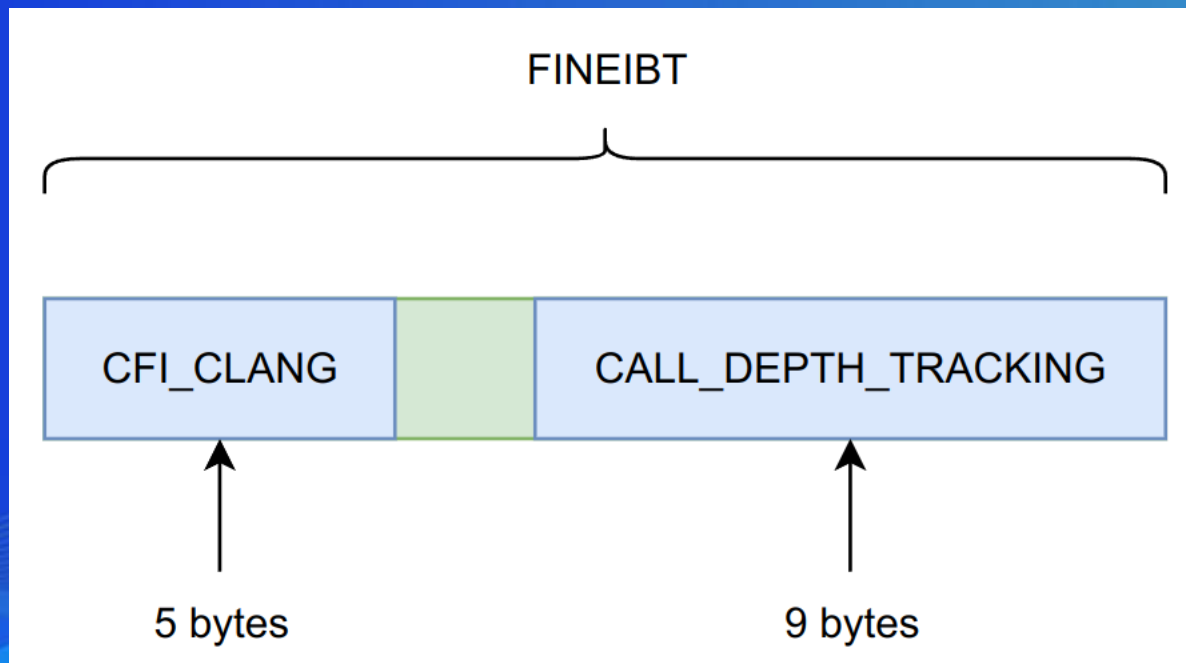 FINEIBT
CFI_CLANG
CALL_DEPTH_TRACKING
5 bytes
9 bytes